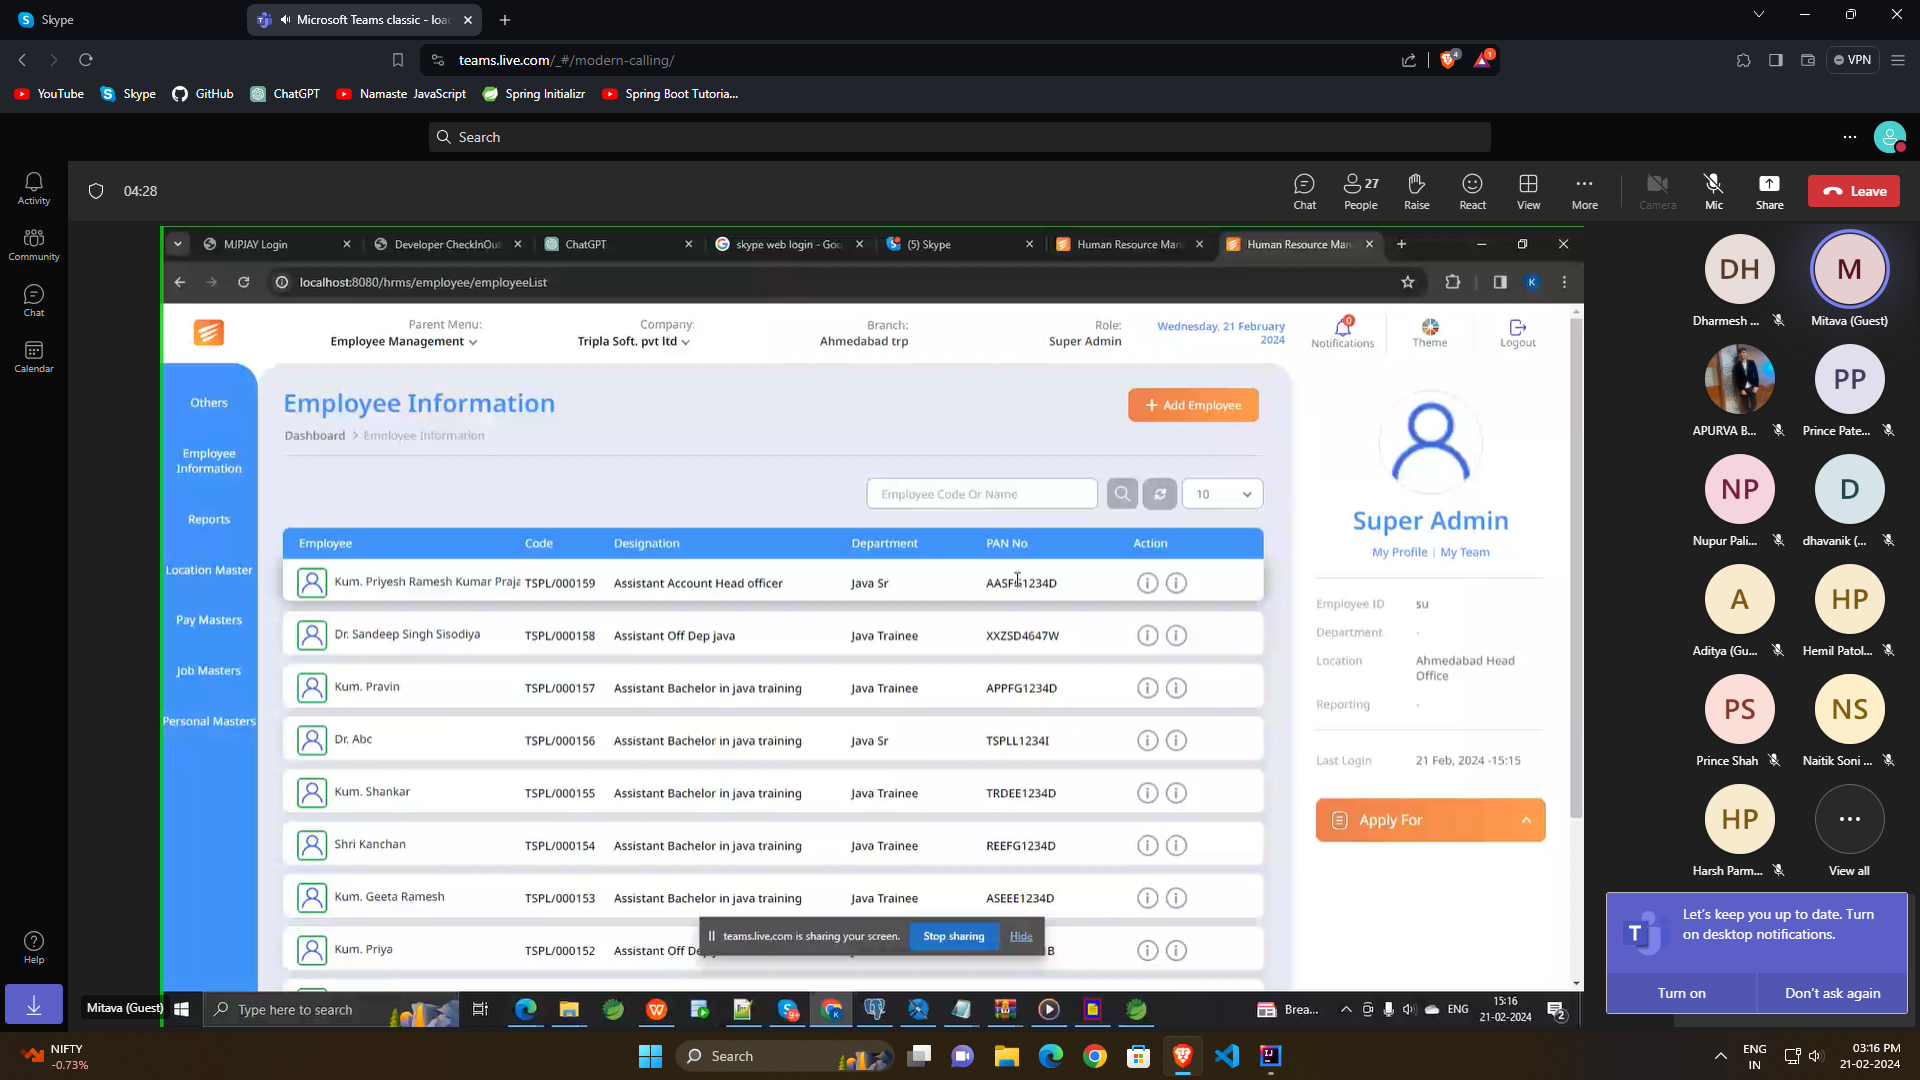 Skype
Microsoft Teams classic - loa
teams.live.com/_#/modern-calling/
4
1
VPN
YouTube
Skype
GitHub
ChatGPT
Namaste JavaScript
Spring Initializr
Spring Boot Tutoria...
Search
Activity
Community
Chat
Calendar
Help
04:28
Chat
27
People
Raise
React
View
More
Camera
Mic
Share
Leave
MJPJAY Login
Developer CheckInOut
ChatGPT
skype web login - Goo
(5) Skype
Human Resource Man
Human Resource Man
localhost:8080/hrms/employee/employeeList
K
Parent Menu:
Employee Management
Company:
Tripla Soft. pvt ltd
Branch:
Ahmedabad trp
Role:
Super Admin
Wednesday, 21 February
2024
0
Notifications
Theme
Logout
Others
Employee
Information
Reports
Location Master
Pay Masters
Job Masters
Personal Masters
Employee Information
Add Employee
Dashboard > Employee Information
Employee Code Or Name
10
Employee Code Designation Department PAN No Action
Kum. Priyesh Ramesh Kumar Praja TSPL/000159 Assistant Account Head officer Java Sr AASFG1234D
Dr. Sandeep Singh Sisodiya TSPL/000158 Assistant Off Dep java Java Trainee XXZSD4647W
Kum. Pravin TSPL/000157 Assistant Bachelor in java training Java Trainee APPFG1234D
Dr. Abc TSPL/000156 Assistant Bachelor in java training Java Sr TSPLL1234I
Kum. Shankar TSPL/000155 Assistant Bachelor in java training Java Trainee TRDEE1234D
Shri Kanchan TSPL/000154 Assistant Bachelor in java training Java Trainee REEFG1234D
Kum. Geeta Ramesh TSPL/000153 Assistant Bachelor in java training Java Trainee ASEEE1234D
Kum. Priya TSPL/000152 Assistant Off De B
teams.live.com is sharing your screen.
Stop sharing
Hide
Super Admin
My Profile | My Team
Employee ID su
Department .
Location Ahmedabad Head
Office
Reporting .
Last Login 21 Feb, 2024 -15:15
Apply For
DH
Dharmesh ...
M
Mitava (Guest)
APURVA B...
PP
Prince Pate...
NP
Nupur Pali...
D
dhavanik (...
A
Aditya (Gu...
HP
Hemil Patol...
PS
Prince Shah
NS
Naitik Soni ...
HP
Harsh Parm...
View all
Let's keep you up to date. Turn
on desktop notifications.
Turn on
Don't ask again
Mitava (Guest)
Type here to search
Brea...
ENG
15:16
21-02-2024
2
NIFTY
-0.73%
Search
ENG
IN
03:16 PM
21-02-2024